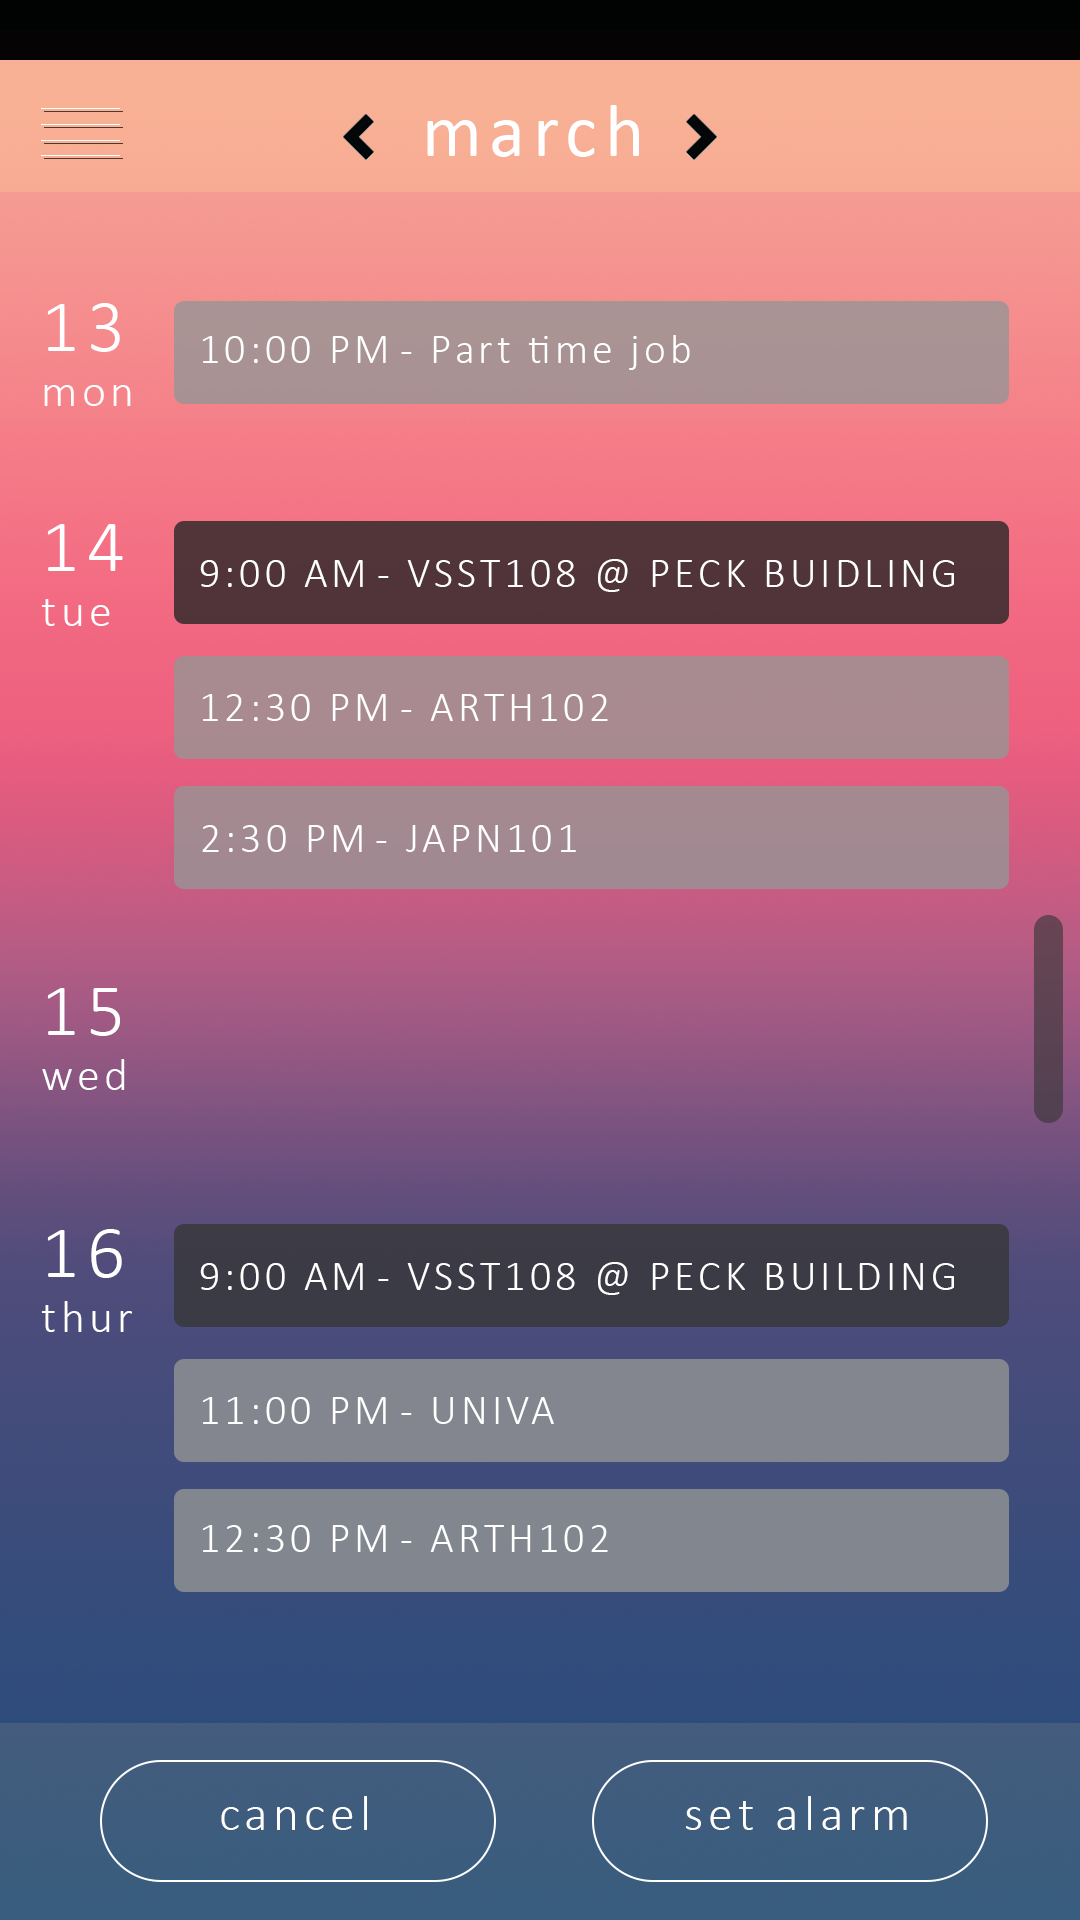 march
13
mon
10:00 PM - Part time job
14
tue
9:00 AM - VSST108 @ PECK BUIDLING
12:30 PM - ARTH102
2:30 PM - JAPN101
15
wed
16
thur
9:00 AM - VSST108 @ PECK BUILDING
11:00 PM - UNIVA
12:30 PM - ARTH102
cancel
set alarm